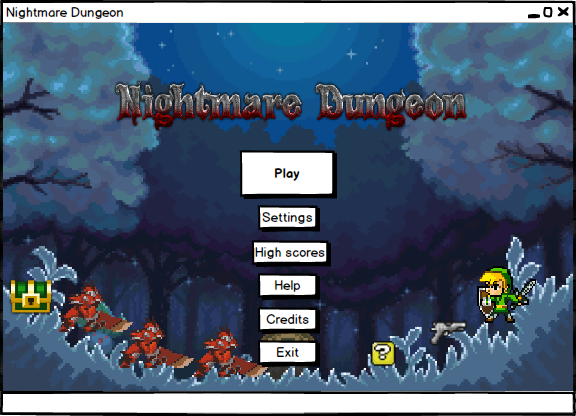 Nightmare Dungeon
Nightmare Dungeon
Play
Settings
High scores
Help
Credits
Exit
?